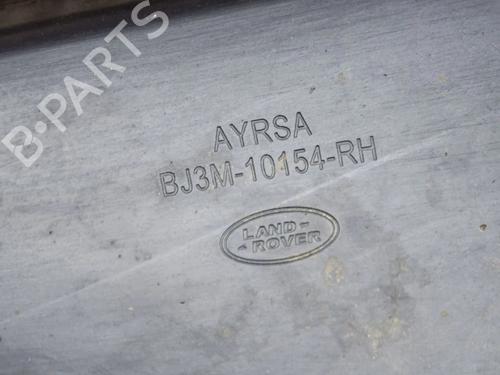 B-PARTS
AYRSA
BJ3M-10154-RH
LAND-
-ROVER